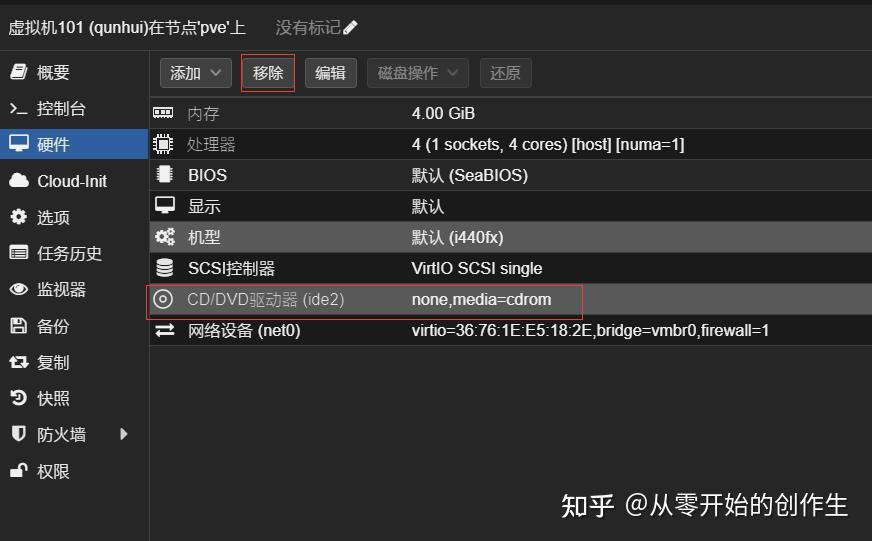 虚拟机101 (qunhui)在节点'pve'上 没有标记
概要
控制台
硬件
Cloud-Init
选项
任务历史
监视器
备份
复制
快照
防火墙
权限
添加 移除 编辑 磁盘操作 还原
内存 4.00 GiB
处理器 4 (1 sockets, 4 cores) [host] [numa=1]
BIOS 默认 (SeaBIOS)
显示 默认
机型 默认 (i440fx)
SCSI控制器 VirtIO SCSI single
CD/DVD驱动器 (ide2) none,media=cdrom
网络设备 (net0) virtio=36:76:1E:E5:18:2E,bridge=vmbr0,firewall=1
知乎 @从零开始的创作生